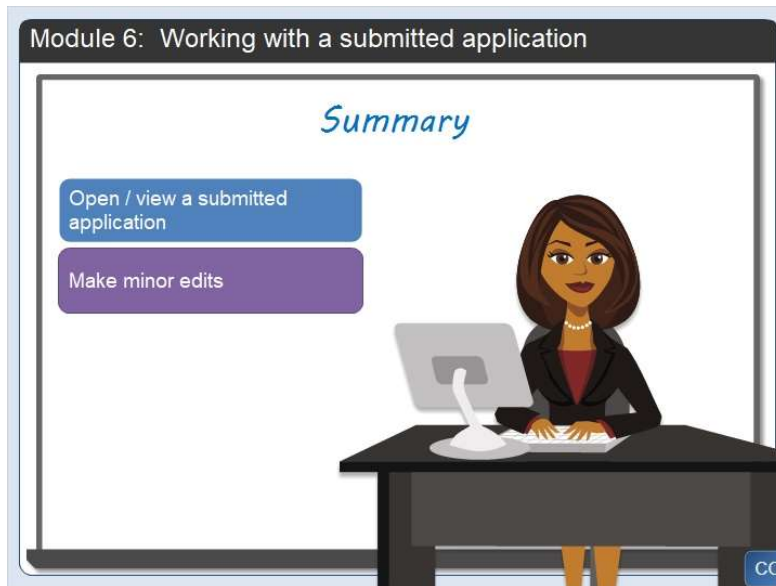 Module 6: Working with a submitted application
Summary
Open / view a submitted
application
Make minor edits